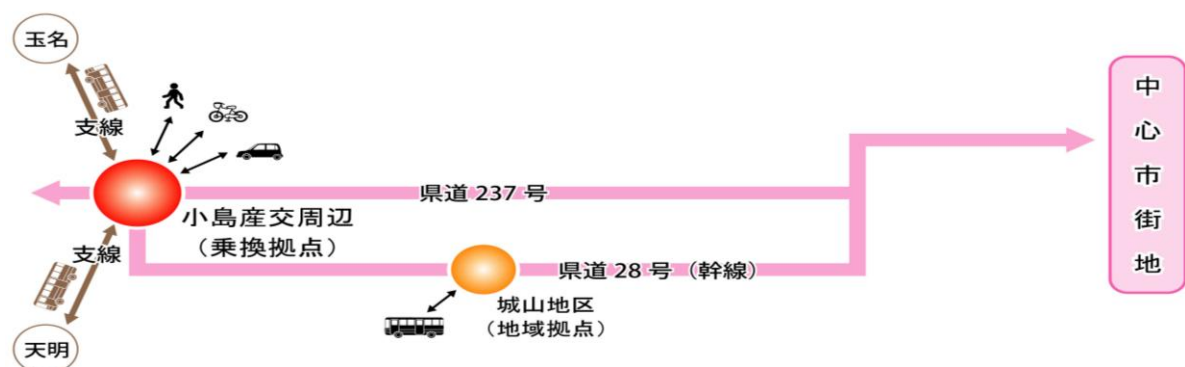 玉名
支線
県道 237 号
小島産交周辺
（乗換拠点）
支線
県道 28 号（幹線）
城山地区
（地域拠点）
天明
中心市街地